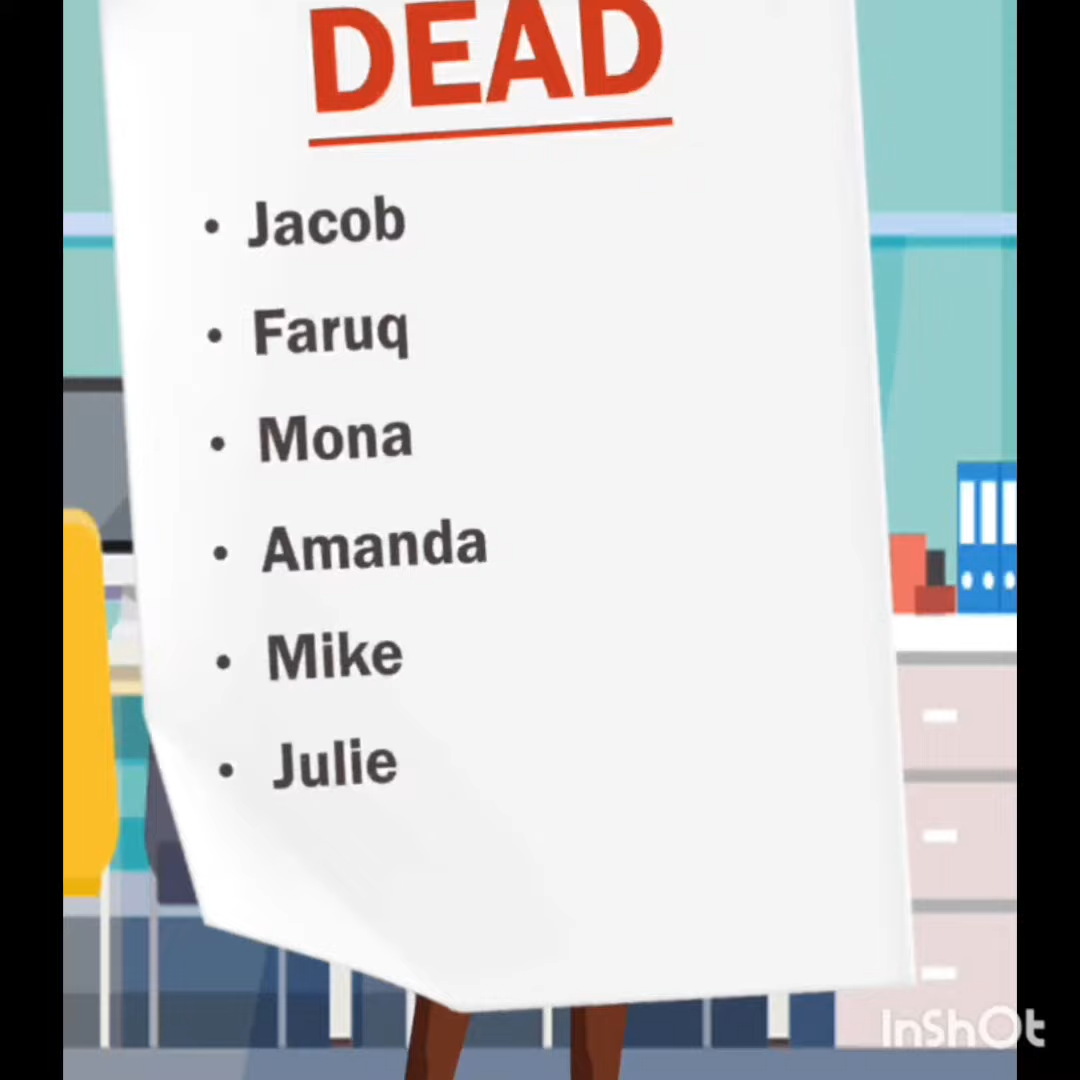 DEAD
• Jacob
• Faruq
• Mona
• Amanda
• Mike
• Julie
InShOt